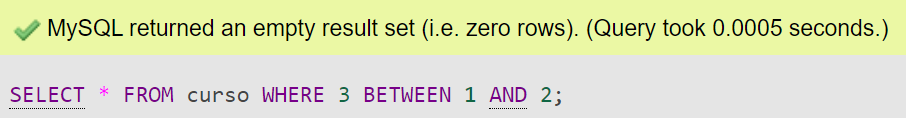 MySQL returned an empty result set (i.e. zero rows). (Query took 0.0005 seconds.)
SELECT * FROM curso WHERE 3 BETWEEN 1 AND 2;